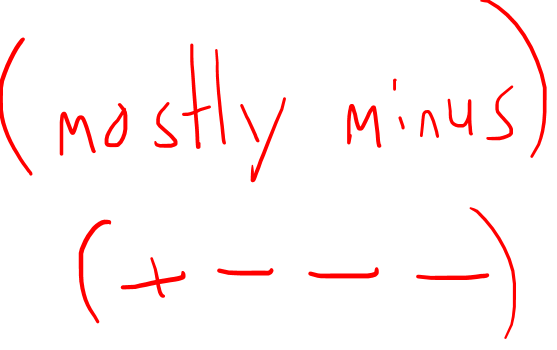 (mostly minus)
(+ − − −)